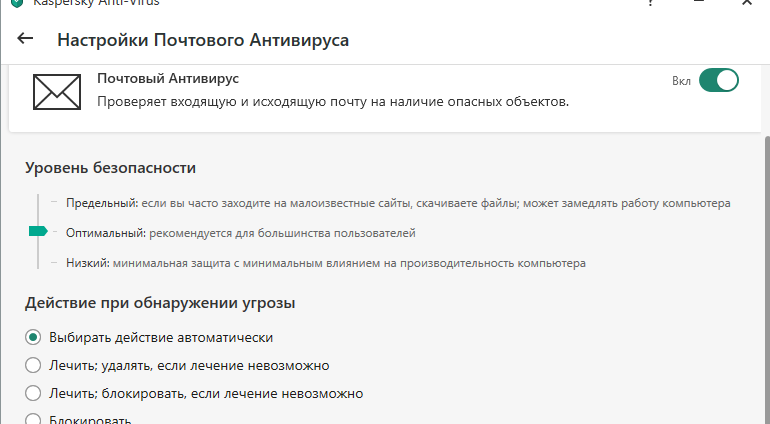 Kaspersky Anti-Virus
Настройки Почтового Антивируса
Почтовый Антивирус
Вкл
Проверяет входящую и исходящую почту на наличие опасных объектов.
Уровень безопасности
Предельный: если вы часто заходите на малоизвестные сайты, скачиваете файлы; может замедлять работу компьютера
Оптимальный: рекомендуется для большинства пользователей
Низкий: минимальная защита с минимальным влиянием на производительность компьютера
Действие при обнаружении угрозы
Выбирать действие автоматически
Лечить; удалять, если лечение невозможно
Лечить; блокировать, если лечение невозможно
Блокировать